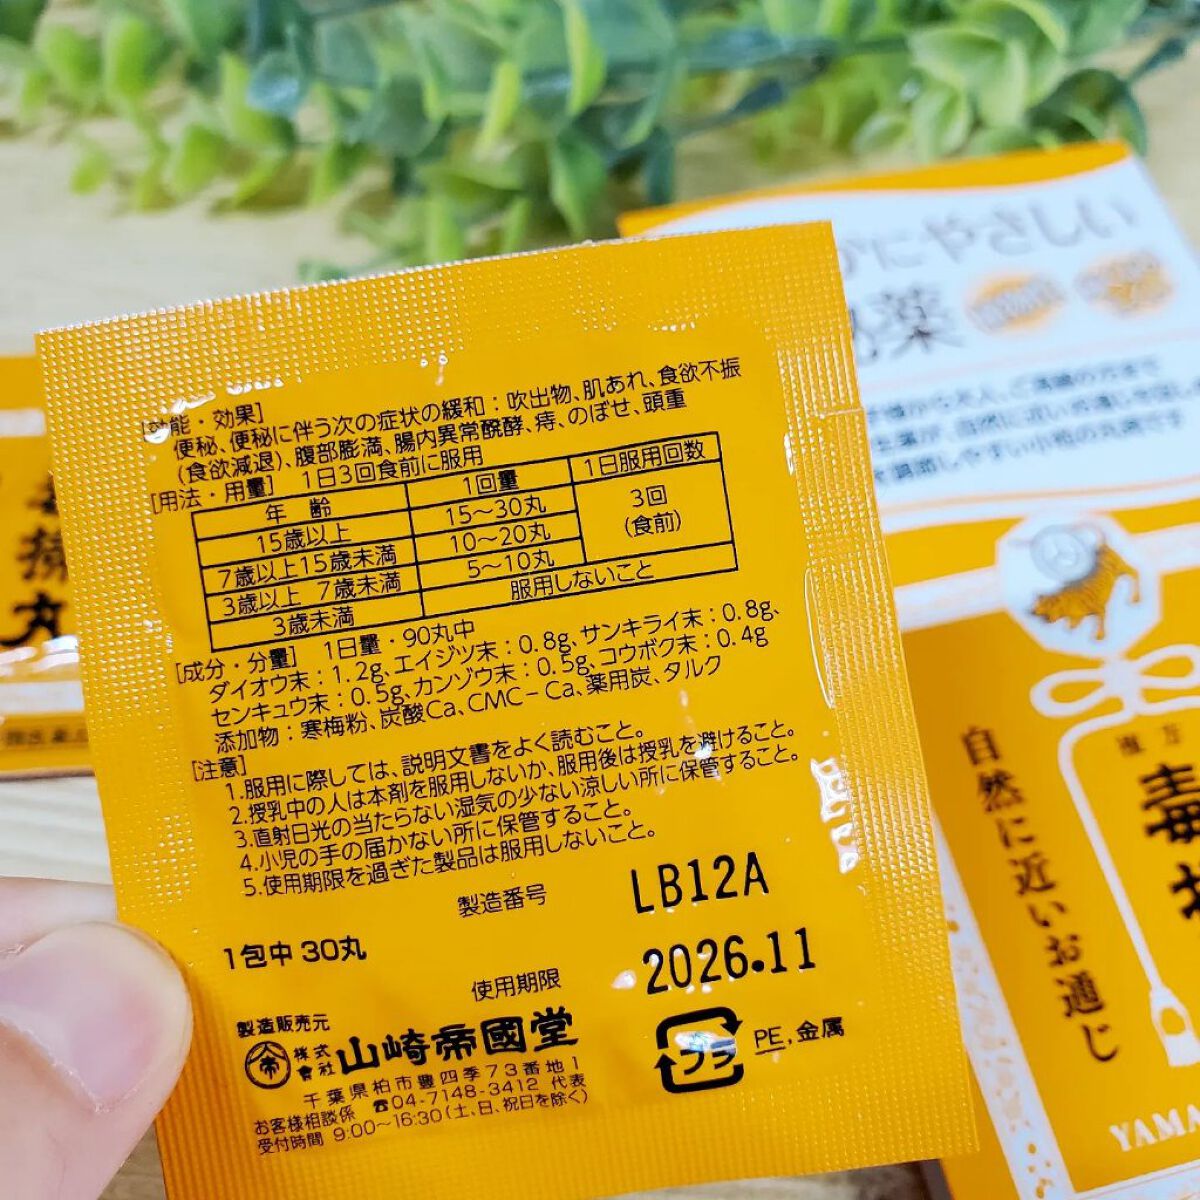 [効能・効果]
便秘、便秘に伴う次の症状の緩和：吹出物、肌あれ、食欲不振
(食欲減退)、腹部膨満、腸内異常醗酵、痔、のぼせ、頭重
[用法・用量] 1日3回食前に服用
年 齢 1回量 1日服用回数
15歳以上 15～30丸 3回
(食前)
7歳以上15歳未満 10～20丸
3歳以上 7歳未満 5～10丸
3歳未満 服用しないこと
[成分・分量] 1日量・90丸中
ダイオウ末：1.2g、エイジツ末：0.8g、サンキライ末：0.8g、
センキュウ末：0.5g、カンゾウ末：0.5g、コウボク末：0.4g
添加物：寒梅粉、炭酸Ca、CMC－Ca、薬用炭、タルク
[注意]
1.服用に際しては、説明文書をよく読むこと。
2.授乳中の人は本剤を服用しないか、服用後は授乳を避けること。
3.直射日光の当たらない湿気の少ない涼しい所に保管すること。
4.小児の手の届かない所に保管すること。
5.使用期限を過ぎた製品は服用しないこと。
製造番号 LB12A
1包中 30丸
使用期限 2026.11
製造販売元
株式会社 山崎帝國堂
千葉県柏市豊四季73番地1
お客様相談係 ☎04-7148-3412 代表
受付時間 9:00～16:30(土、日、祝日を除く)
プラ PE,金属
にやさしい
薬
自然に近いお通じ
複方
毒
YAMA